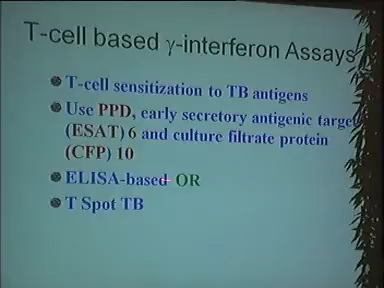 T-cell based γ-interferon Assays
T-cell sensitization to TB antigens
Use PPD, early secretory antigenic target
(ESAT) 6 and culture filtrate protein
(CFP) 10
ELISA-based OR
T Spot TB